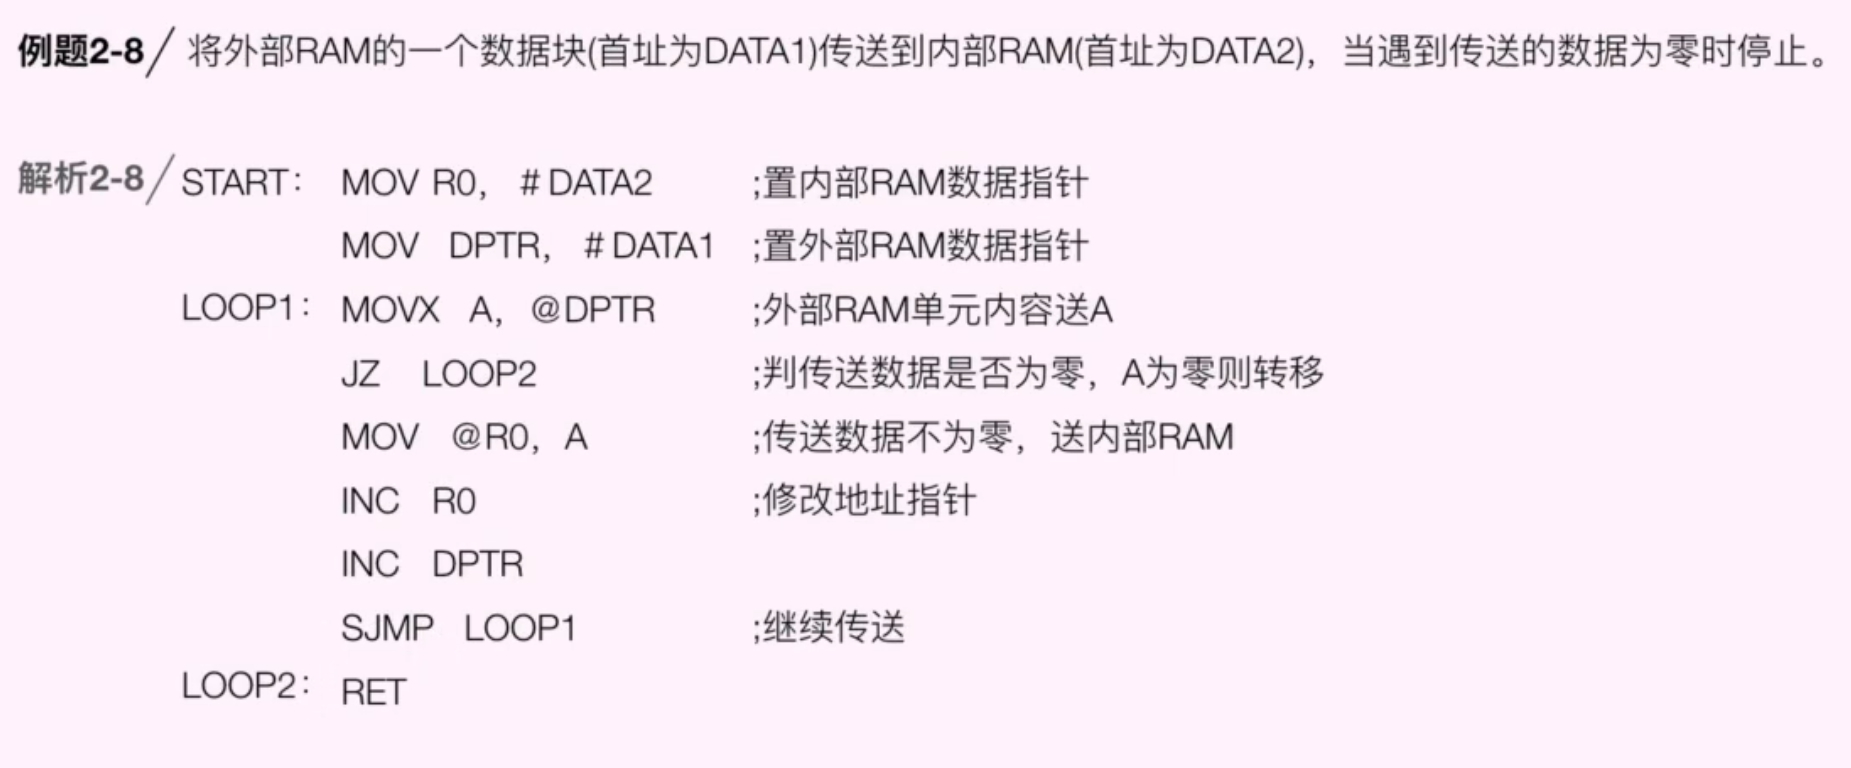 例题2-8/ 将外部RAM的一个数据块(首址为DATA1)传送到内部RAM(首址为DATA2)，当遇到传送的数据为零时停止。
解析2-8/ START： MOV R0， #DATA2 ;置内部RAM数据指针
MOV DPTR， #DATA1 ;置外部RAM数据指针
LOOP1： MOVX A，@DPTR ;外部RAM单元内容送A
JZ LOOP2 ;判传送数据是否为零，A为零则转移
MOV @R0，A ;传送数据不为零，送内部RAM
INC R0 ;修改地址指针
INC DPTR
SJMP LOOP1 ;继续传送
LOOP2： RET